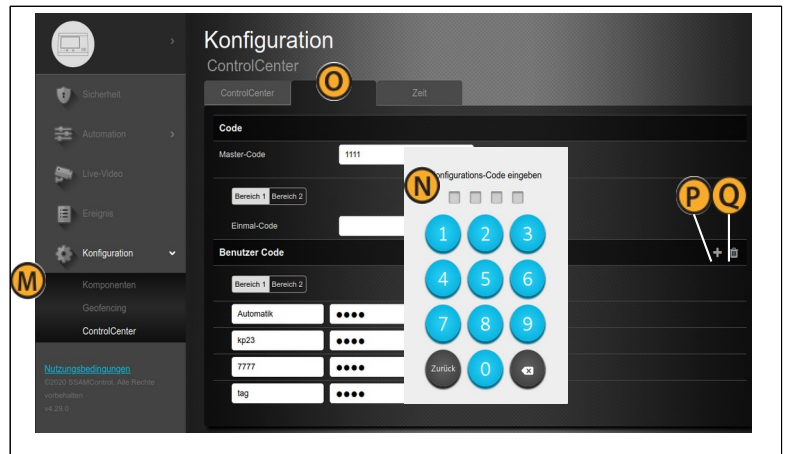 Konfiguration
ControlCenter
ControlCenter
O
Zeit
Sicherheit
Automation
Live-Video
Ereignis
Konfiguration
M
Komponenten
Geofencing
ControlCenter
Nutzungsbedingungen
©2020 SSAMControl. Alle Rechte
vorbehalten
v4.29.0
Code
Master-Code 1111
Bereich 1 Bereich 2
Einmal-Code
Benutzer Code
Bereich 1 Bereich 2
Automatik ●●●●
kp23 ●●●●
7777 ●●●●
tag ●●●●
N
Konfigurations-Code eingeben
1 2 3
4 5 6
7 8 9
Zurück 0
P Q